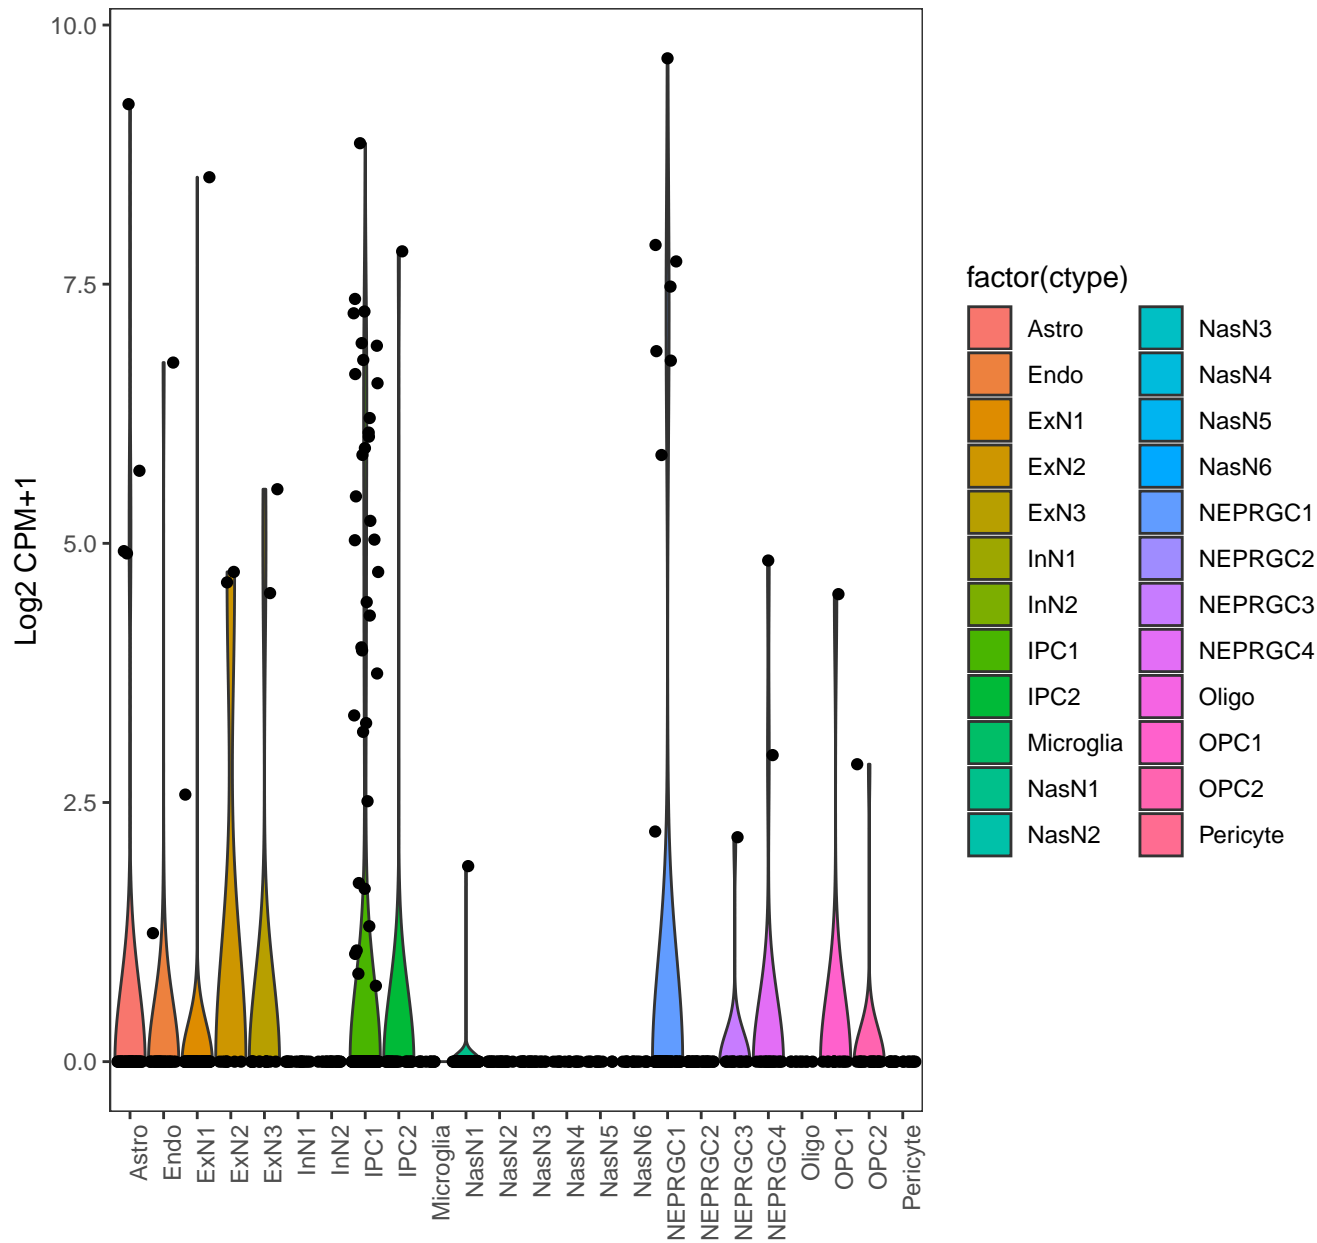 10.0
7.5
5.0
2.5
0.0
Log2 CPM+1
Astro
Endo
ExN1
ExN2
ExN3
InN1
InN2
IPC1
IPC2
Microglia
NasN1
NasN2
NasN3
NasN4
NasN5
NasN6
NEPRGC1
NEPRGC2
NEPRGC3
NEPRGC4
Oligo
OPC1
OPC2
Pericyte
factor(ctype)
Astro
Endo
ExN1
ExN2
ExN3
InN1
InN2
IPC1
IPC2
Microglia
NasN1
NasN2
NasN3
NasN4
NasN5
NasN6
NEPRGC1
NEPRGC2
NEPRGC3
NEPRGC4
Oligo
OPC1
OPC2
Pericyte